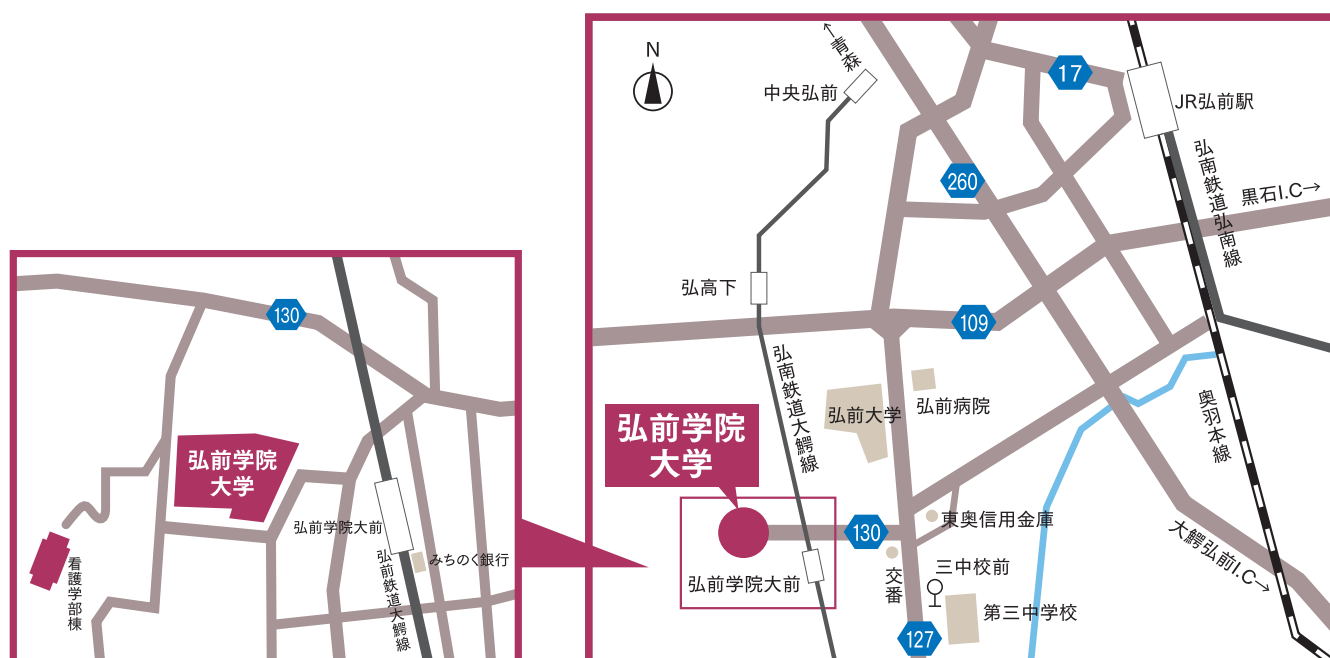 130
弘前学院
大学
弘前学院大前
みちのく銀行
看護学部棟
弘前鉄道大鰐線
N
←青森
中央弘前
17
JR弘前駅
260
弘南鉄道弘南線
黒石I.C→
弘高下
109
弘南鉄道大鰐線
弘前大学
弘前病院
奥羽本線
弘前学院
大学
130
東奥信用金庫
弘前学院大前
交番
三中校前
第三中学校
大鰐弘前I.C→
127